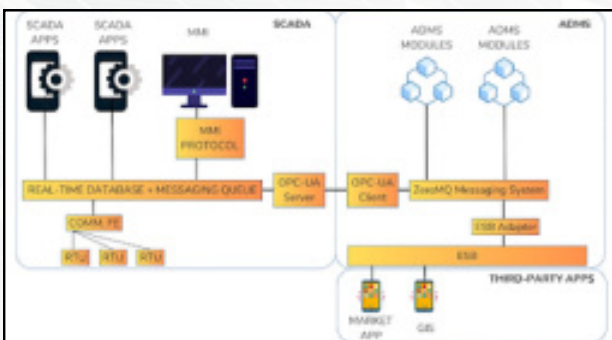 SCADA
SCADA
APPS
SCADA
APPS
MMI
MMI
PROTOCOL
REAL-TIME DATABASE + MESSAGING QUEUE
OPC-UA
Server
COMM. FE
RTU
RTU
RTU
ADMS
ADMS
MODULES
ADMS
MODULES
OPC-UA
Client
ZeroMQ Messaging System
ESB Adapter
ESB
THIRD-PARTY APPS
MARKET
APP
GIS